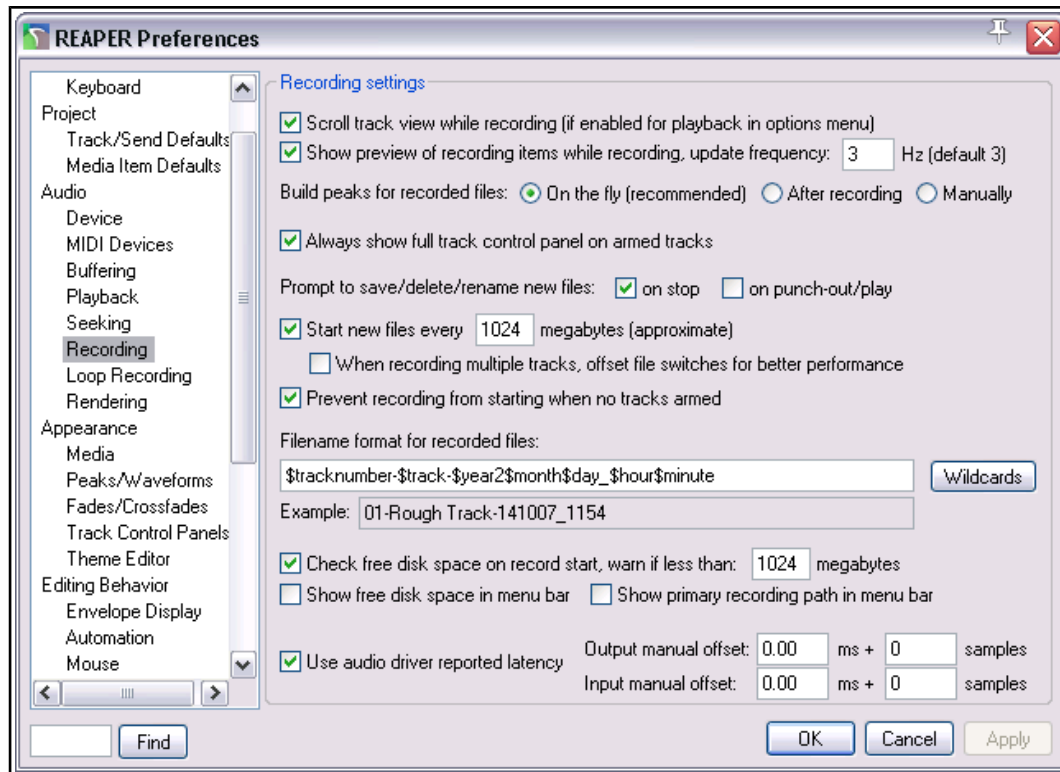 REAPER Preferences
Keyboard
Project
Track/Send Defaults
Media Item Defaults
Audio
Device
MIDI Devices
Buffering
Playback
Seeking
Recording
Loop Recording
Rendering
Appearance
Media
Peaks/Waveforms
Fades/Crossfades
Track Control Panels
Theme Editor
Editing Behavior
Envelope Display
Automation
Mouse
Find
Recording settings
Scroll track view while recording (if enabled for playback in options menu)
Show preview of recording items while recording, update frequency: 3 Hz (default 3)
Build peaks for recorded files: On the fly (recommended) After recording Manually
Always show full track control panel on armed tracks
Prompt to save/delete/rename new files: on stop on punch-out/play
Start new files every 1024 megabytes (approximate)
When recording multiple tracks, offset file switches for better performance
Prevent recording from starting when no tracks armed
Filename format for recorded files:
$tracknumber-$track-$year2$month$day_$hour$minute Wildcards
Example: 01-Rough Track-141007_1154
Check free disk space on record start, warn if less than: 1024 megabytes
Show free disk space in menu bar Show primary recording path in menu bar
Use audio driver reported latency
Output manual offset: 0.00 ms + 0 samples
Input manual offset: 0.00 ms + 0 samples
OK Cancel Apply